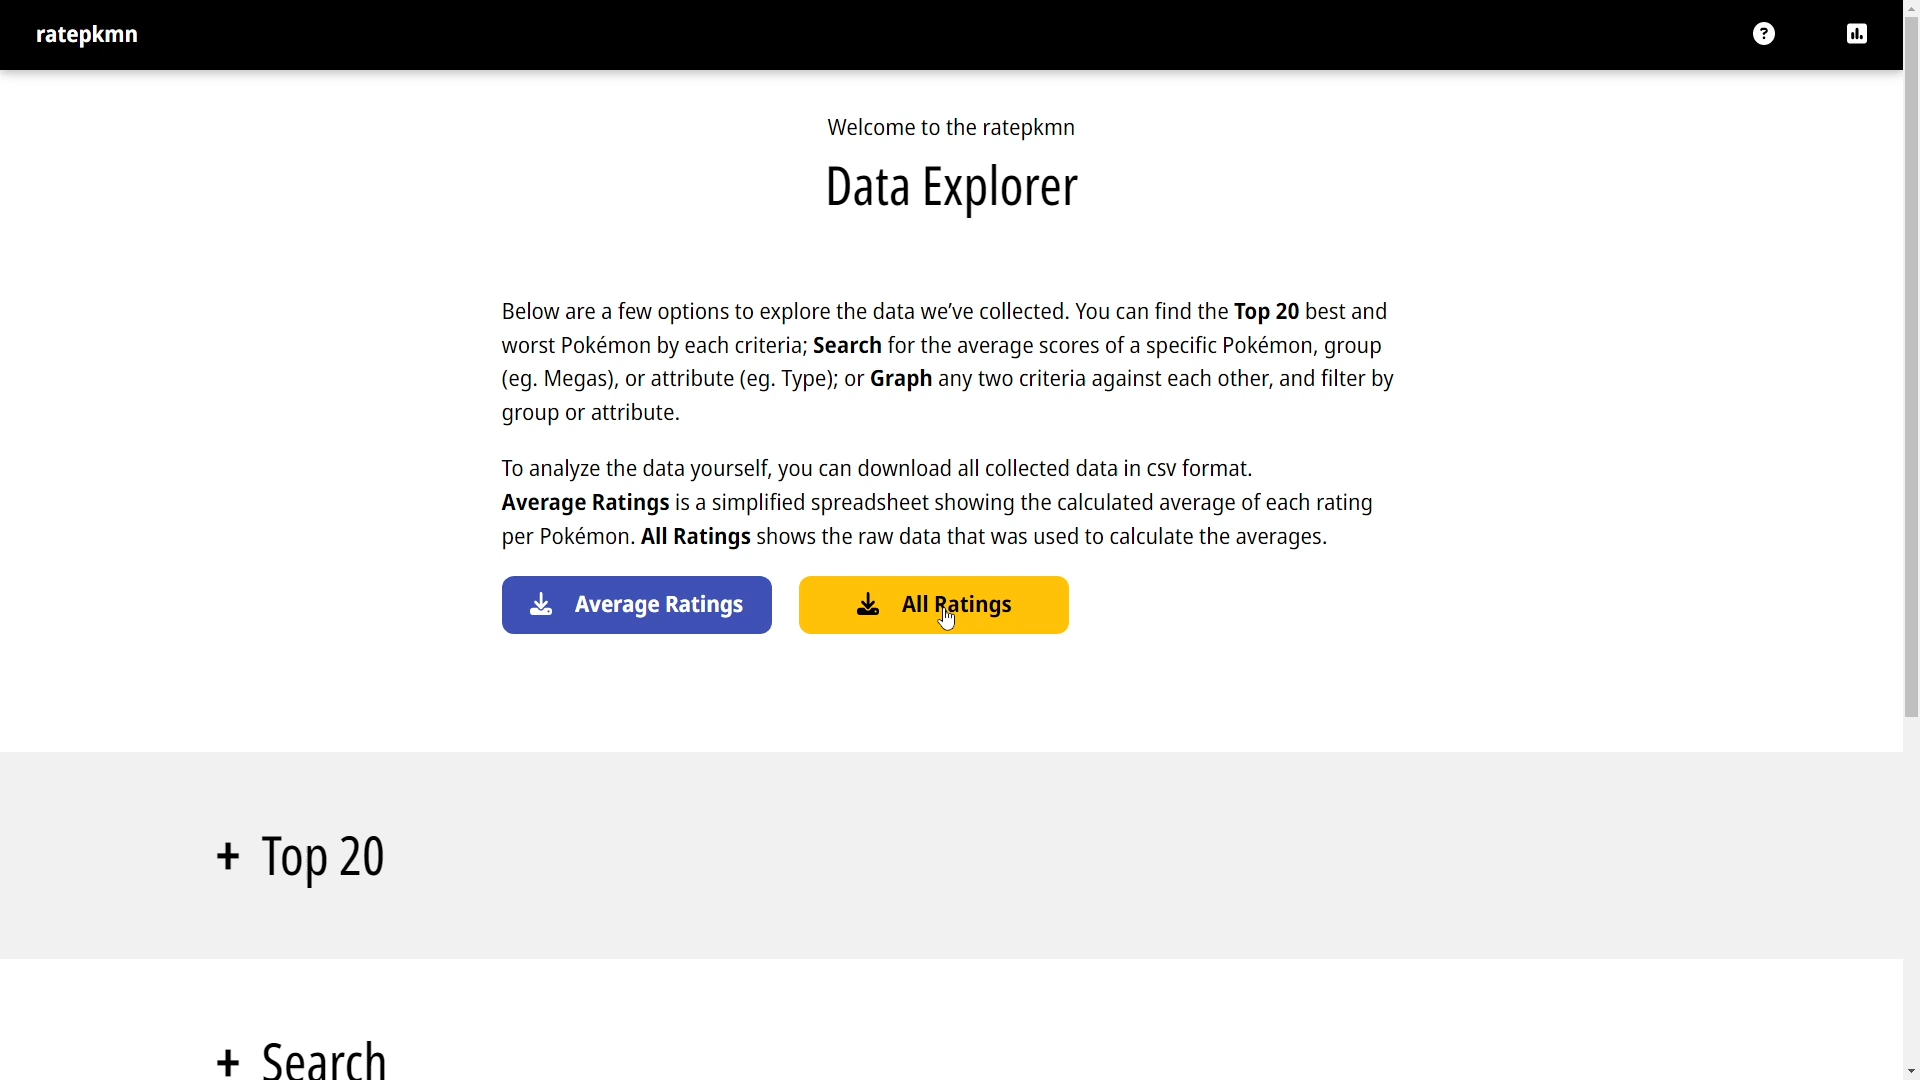 ratepkmn
Welcome to the ratepkmn
Data Explorer
Below are a few options to explore the data we’ve collected. You can find the Top 20 best and
worst Pokémon by each criteria; Search for the average scores of a specific Pokémon, group
(eg. Megas), or attribute (eg. Type); or Graph any two criteria against each other, and filter by
group or attribute.
To analyze the data yourself, you can download all collected data in csv format.
Average Ratings is a simplified spreadsheet showing the calculated average of each rating
per Pokémon. All Ratings shows the raw data that was used to calculate the averages.
Average Ratings
All Ratings
+ Top 20
+ Search